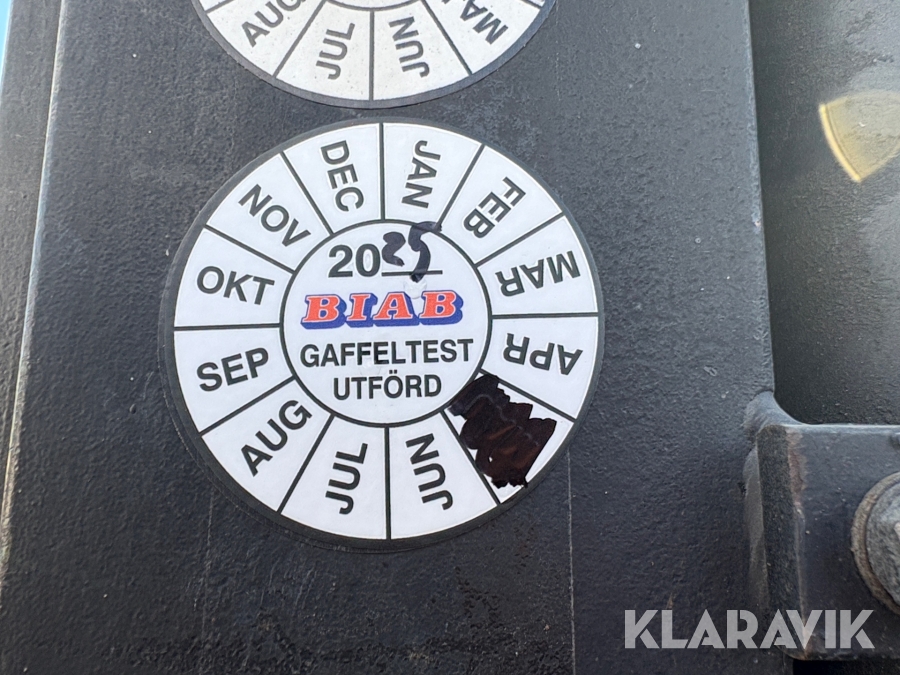 AUG
JUL
JUN
JAN
FEB
MAR
APR
JUN
JUL
AUG
SEP
OKT
NOV
DEC
2025
BIAB
GAFFELTEST
UTFÖRD
KLARAVIK